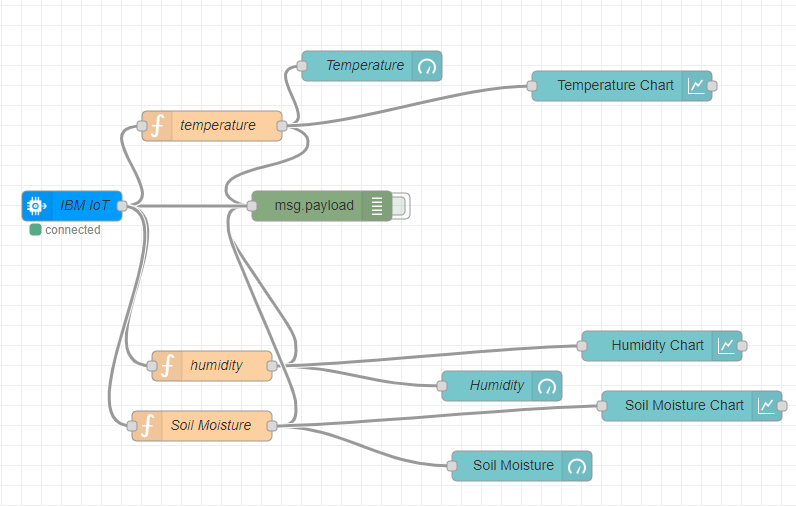 Temperature
Temperature Chart
temperature
IBM IoT
msg.payload
connected
humidity
Humidity Chart
Humidity
Soil Moisture Chart
Soil Moisture
Soil Moisture